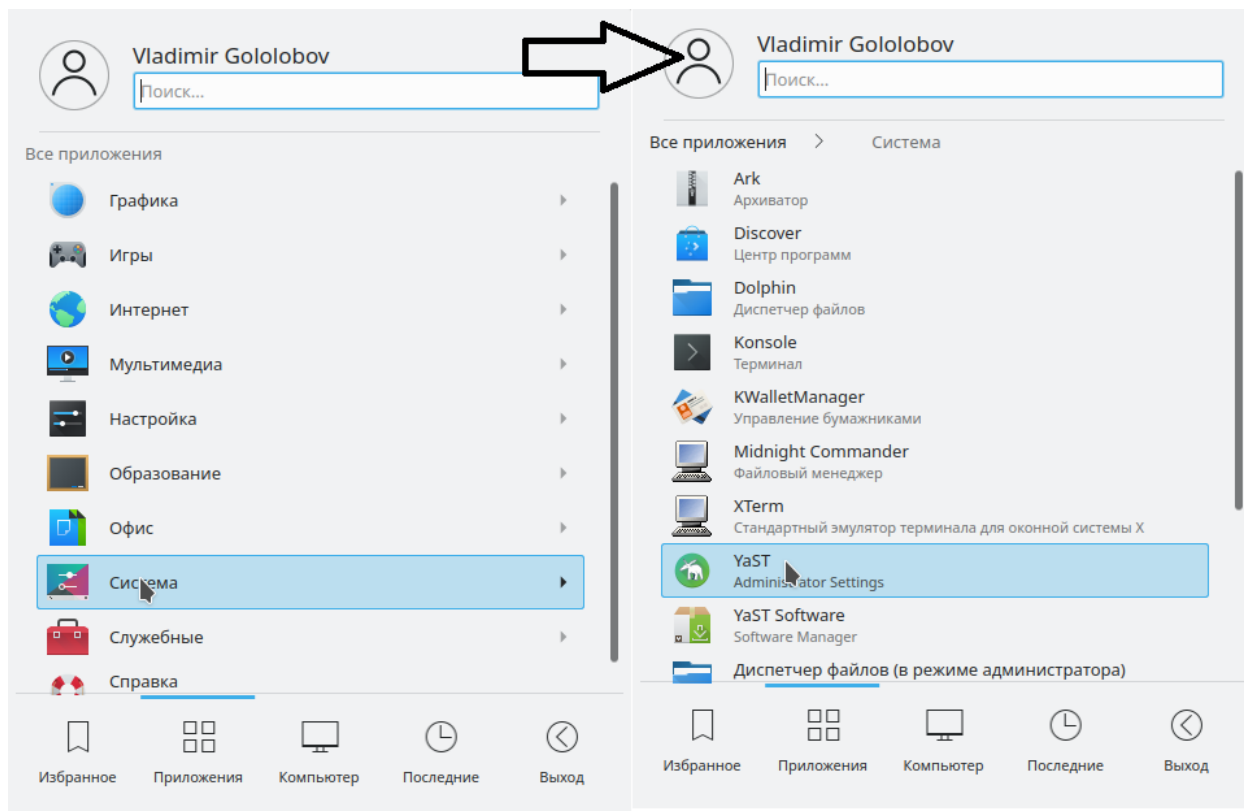 Vladimir Gololobov
Поиск...
Все приложения
Графика
Игры
Интернет
Мультимедиа
Настройка
Образование
Офис
Система
Служебные
Справка
Избранное
Приложения
Компьютер
Последние
Выход
Vladimir Gololobov
Поиск...
Все приложения > Система
Ark
Архиватор
Discover
Центр программ
Dolphin
Диспетчер файлов
Konsole
Терминал
KWalletManager
Управление бумажниками
Midnight Commander
Файловый менеджер
XTerm
Стандартный эмулятор терминала для оконной системы X
YaST
Administrator Settings
YaST Software
Software Manager
Диспетчер файлов (в режиме администратора)
Избранное
Приложения
Компьютер
Последние
Выход